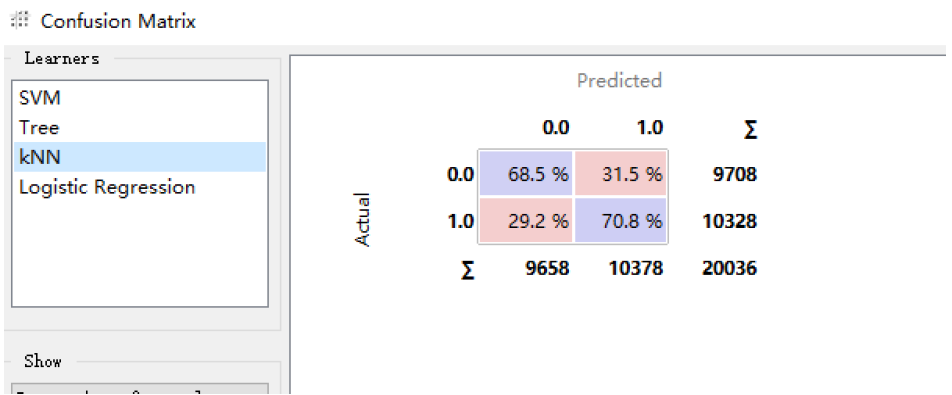 Confusion Matrix
Learners
SVM
Tree
kNN
Logistic Regression
Show
Predicted
0.0 1.0 Σ
Actual
0.0 68.5 % 31.5 % 9708
1.0 29.2 % 70.8 % 10328
Σ 9658 10378 20036